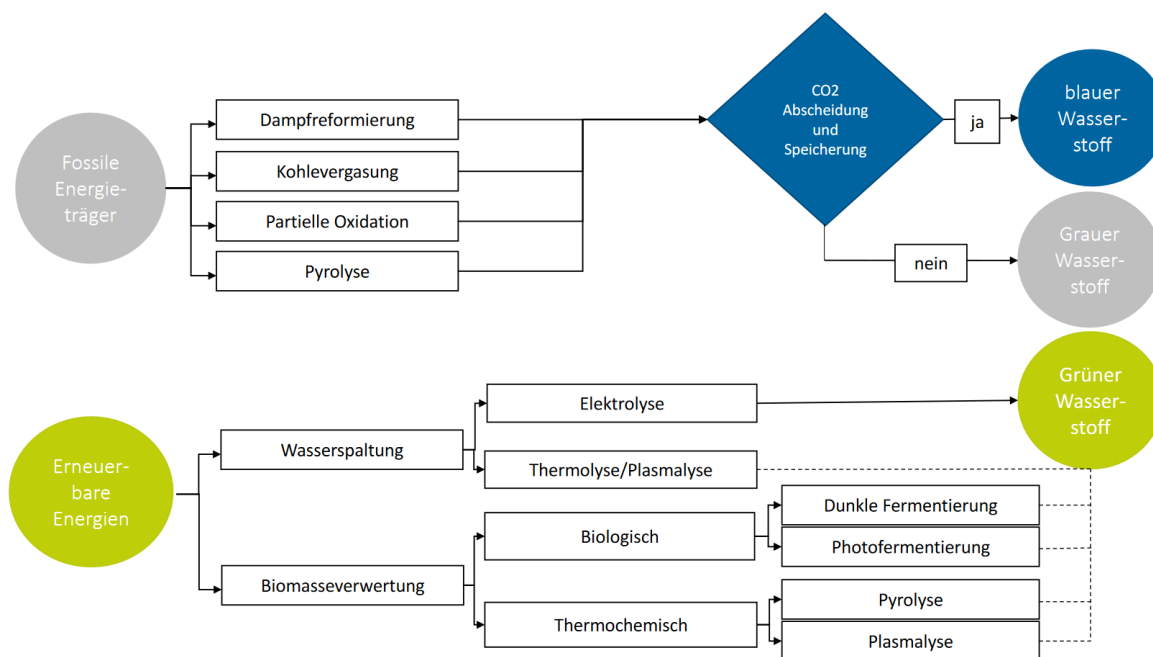 Fossile
Energie-
träger
Dampfreformierung
Kohlevergasung
Partielle Oxidation
Pyrolyse
CO2
Abscheidung
und
Speicherung
ja
nein
blauer
Wasser-
stoff
Grauer
Wasser-
stoff
Erneuer-
bare
Energien
Wasserspaltung
Biomasseverwertung
Elektrolyse
Thermolyse/Plasmalyse
Biologisch
Thermochemisch
Dunkle Fermentierung
Photofermentierung
Pyrolyse
Plasmalyse
Grüner
Wasser-
stoff